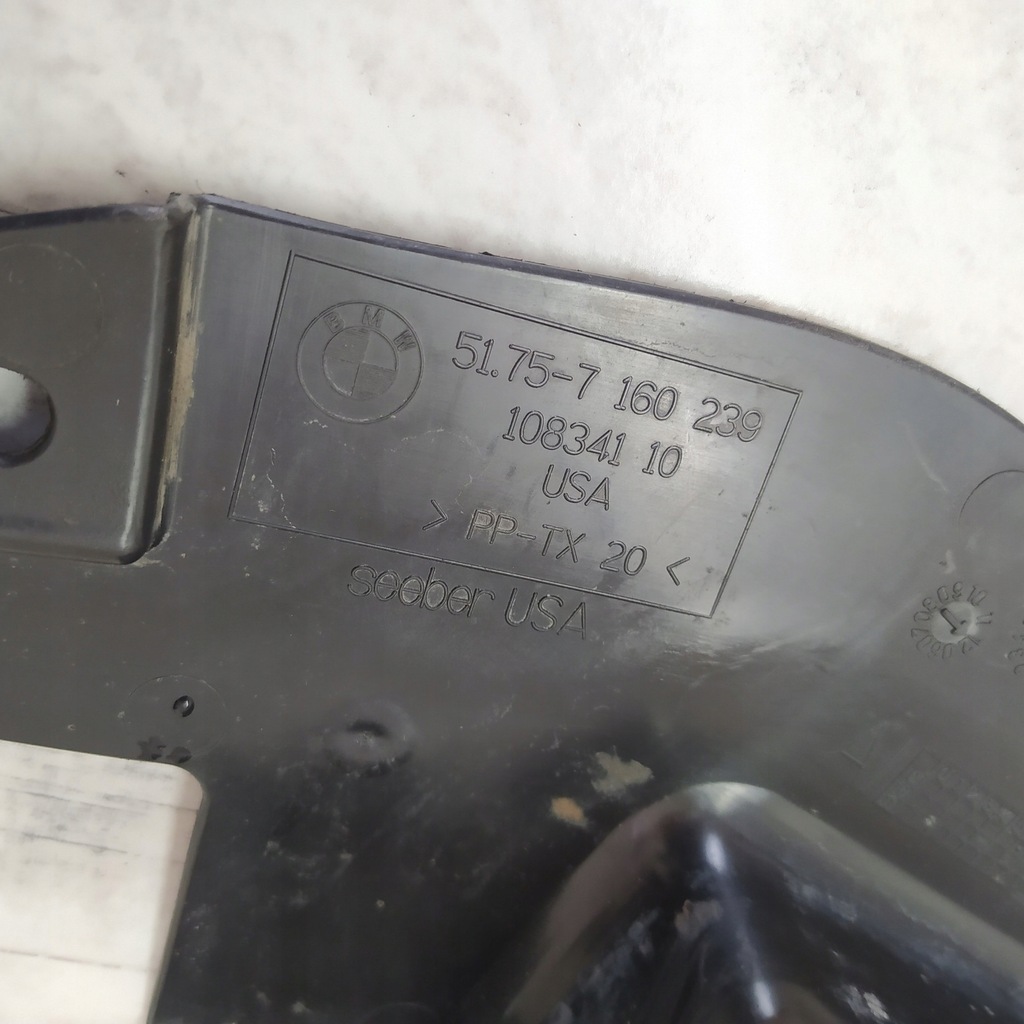 BMW
51.75-7 160 239
108341 10
USA
> PP-TX 20 <
seeber USA